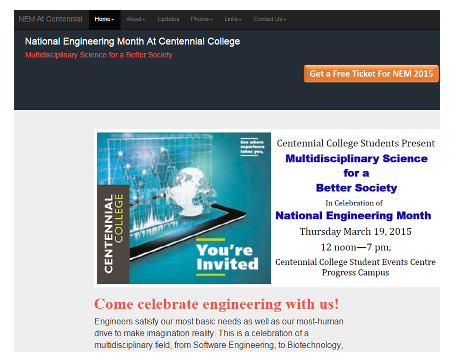 NEM At Centennial Home About Updates Photos Links Contact Us
National Engineering Month At Centennial College
Multidisciplinary Science for a Better Society
Get a Free Ticket For NEM 2015
See where
experience
takes you.
CENTENNIAL
COLLEGE
You're
Invited
Centennial College Students Present
Multidisciplinary Science
for a
Better Society
In Celebration of
National Engineering Month
Thursday March 19, 2015
12 noon—7 pm,
Centennial College Student Events Centre
Progress Campus
Come celebrate engineering with us!
Engineers satisfy our most basic needs as well as our most-human
drive to make imagination reality. This is a celebration of a
multidisciplinary field, from Software Engineering, to Biotechnology,